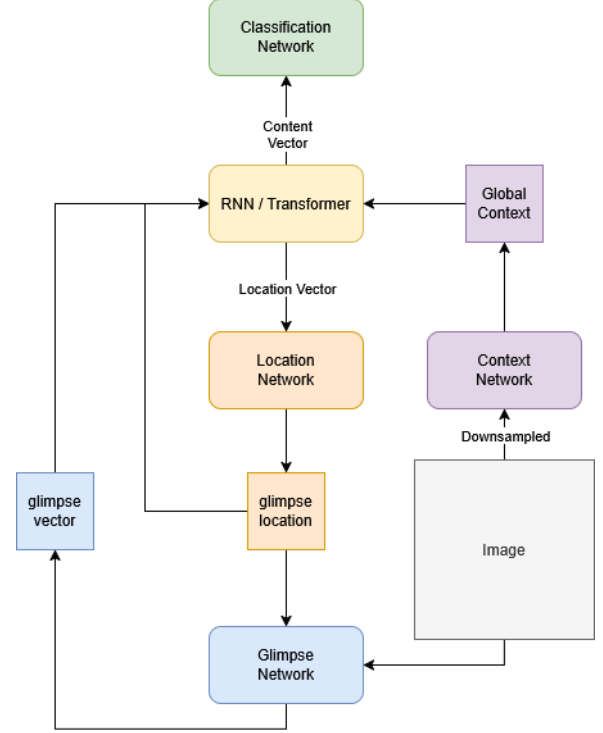 Classification
Network
Content
Vector
RNN / Transformer
Global
Context
Location Vector
Location
Network
Context
Network
Downsampled
glimpse
vector
glimpse
location
Image
Glimpse
Network